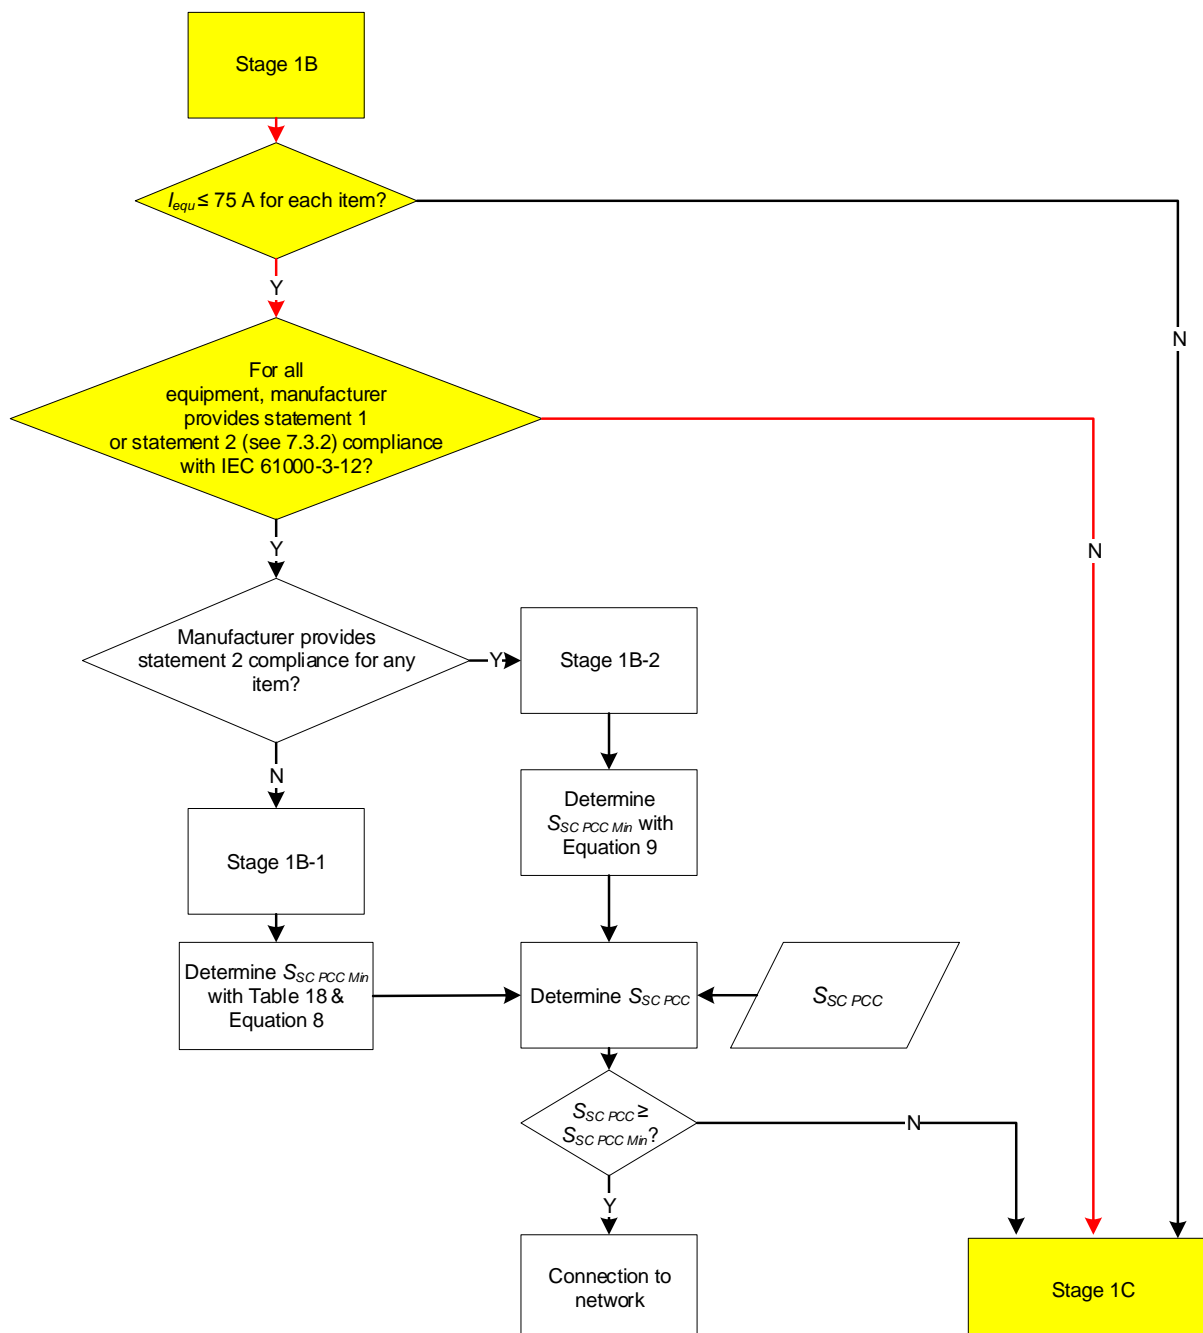 Stage 1B
Iequ ≤ 75 A for each item?
Y
N
For all
equipment, manufacturer
provides statement 1
or statement 2 (see 7.3.2) compliance
with IEC 61000-3-12?
Y
N
Manufacturer provides
statement 2 compliance for any
item?
Y
Stage 1B-2
N
Determine
SSC PCC Min with
Equation 9
Stage 1B-1
Determine SSC PCC Min
with Table 18 &
Equation 8
Determine SSC PCC
SSC PCC
SSC PCC ≥
SSC PCC Min?
N
Y
Connection to
network
Stage 1C